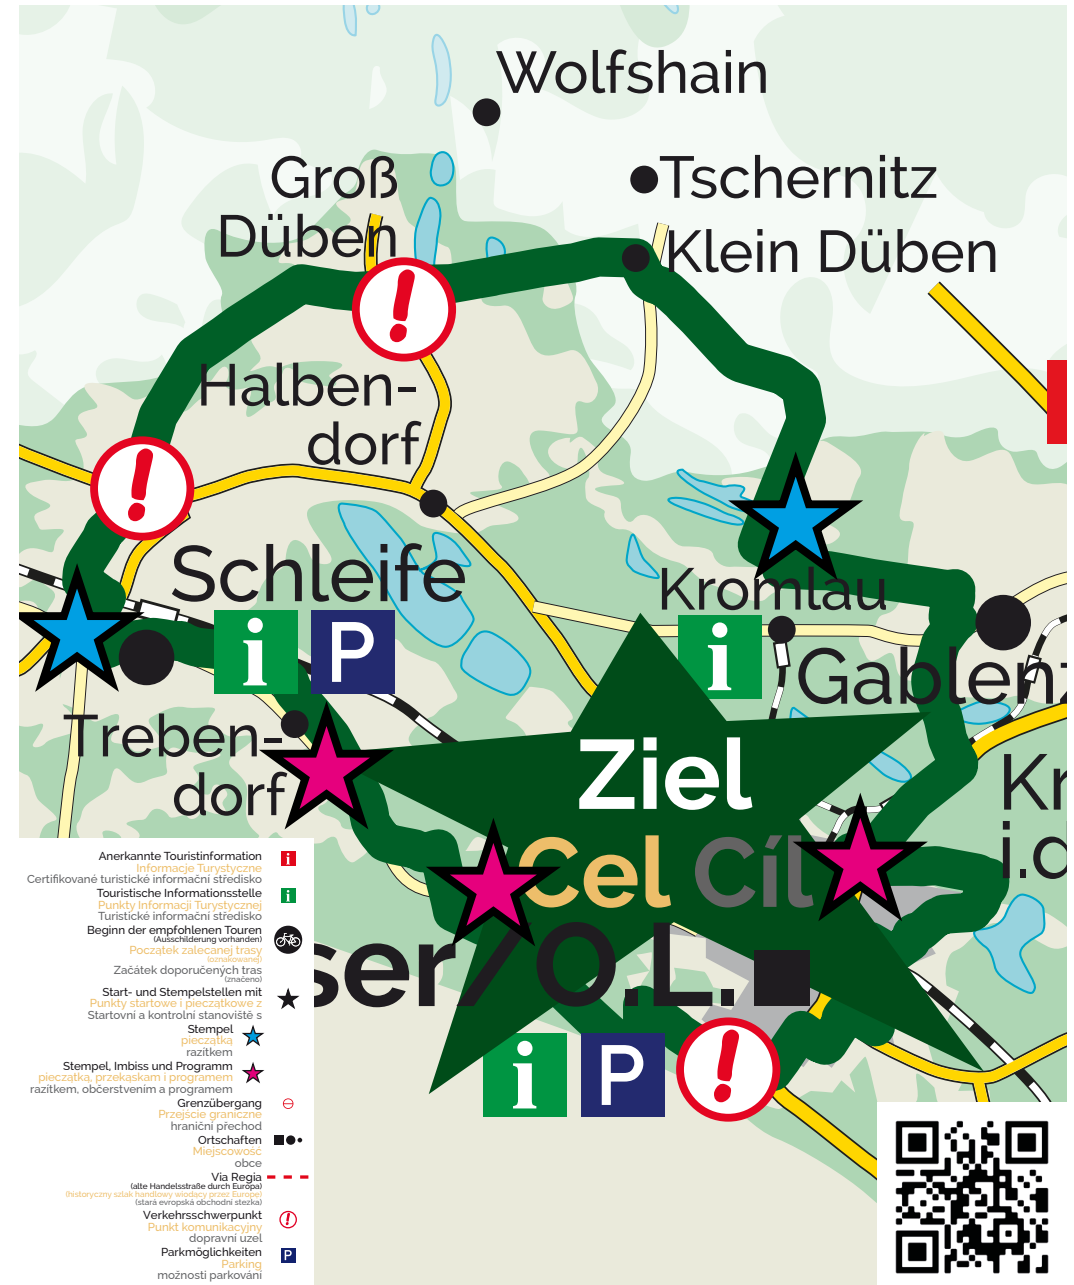 Wolfshain
Tschernitz
Groß
Düben
Klein Düben
Halben-
dorf
Schleife
i P
Kromlau
i
Gablenz
Treben-
dorf
Ziel
Kr
i.d
Cel Cíl
ser/O.L.
i P
Anerkannte Touristinformation
Informacje Turystyczne
Certifikované turistické informační středisko
Touristische Informationsstelle
Punkty Informacji Turystycznej
Turistické informační středisko
Beginn der empfohlenen Touren
(Ausschilderung vorhanden)
Początek zalecanej trasy
(oznakowanej)
Začátek doporučených tras
(značeno)
Start- und Stempelstellen mit
Punkty startowe i pieczątkowe z
Startovní a kontrolní stanoviště s
Stempel
pieczątką
razítkem
Stempel, Imbiss und Programm
pieczątką, przekąskam i programem
razítkem, občerstvením a programem
Grenzübergang
Przejście graniczne
hraniční přechod
Ortschaften
Miejscowość
obce
Via Regia
(alte Handelsstraße durch Europa)
(historyczny szlak handlowy wiodący przez Europę)
(stará evropská obchodní stezka)
Verkehrsschwerpunkt
Punkt komunikacyjny
dopravní uzel
Parkmöglichkeiten
Parking
možnosti parkování